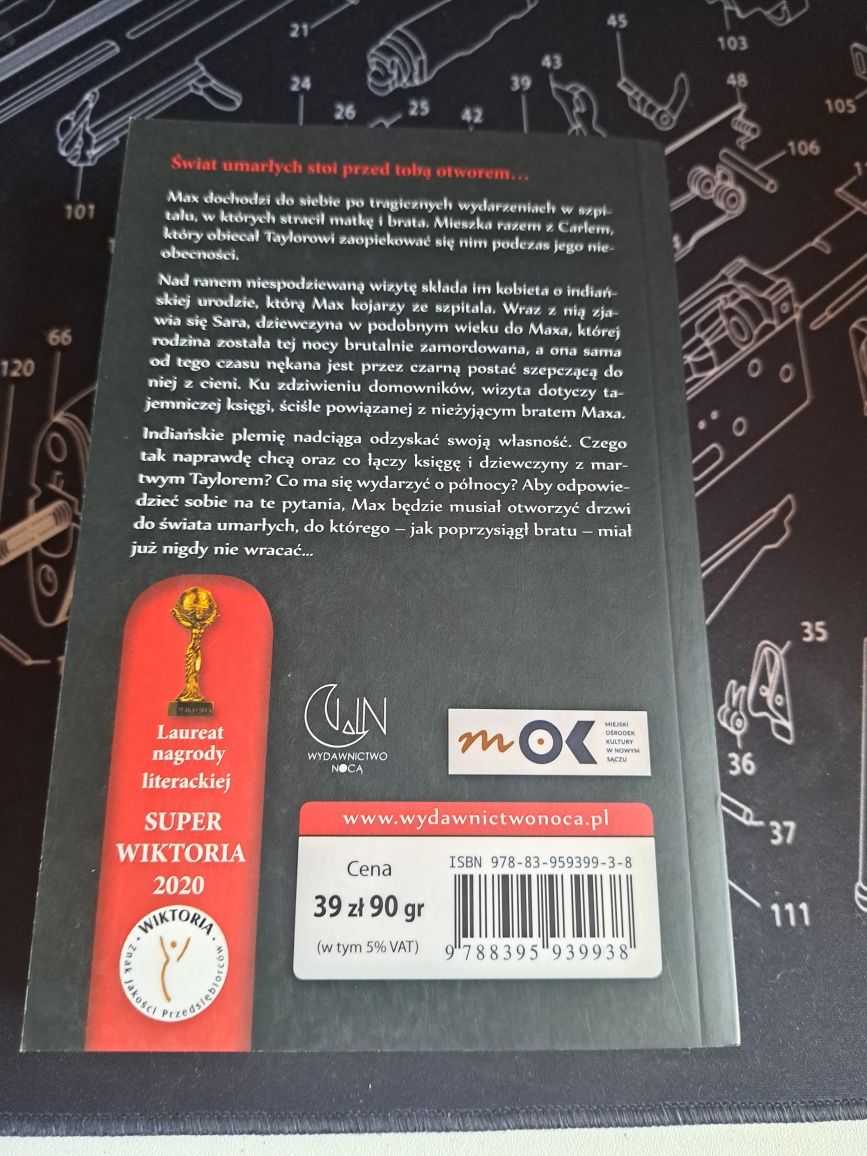 21
45
103
24
26
25
42
39
43
48
105
106
101
66
120
Świat umarłych stoi przed tobą otworem…
Max dochodzi do siebie po tragicznych wydarzeniach w szpi-
talu, w których stracił matkę i brata. Mieszka razem z Carlem,
który obiecał Taylorowi zaopiekować się nim podczas jego nie-
obecności.
Nad ranem niespodziewaną wizytę składa im kobieta o indiań-
skiej urodzie, którą Max kojarzy ze szpitala. Wraz z nią zja-
wia się Sara, dziewczyna w podobnym wieku do Maxa, której
rodzina została tej nocy brutalnie zamordowana, a ona sama
od tego czasu nękana jest przez czarną postać szepczącą do
niej z cieni. Ku zdziwieniu domowników, wizyta dotyczy ta-
jemniczej księgi, ściśle powiązanej z nieżyjącym bratem Maxa.
Indiańskie plemię nadciąga odzyskać swoją własność. Czego
tak naprawdę chcą oraz co łączy księgę i dziewczyny z mar-
twym Taylorem? Co ma się wydarzyć o północy? Aby odpowie-
dzieć sobie na te pytania, Max będzie musiał otworzyć drzwi
do świata umarłych, do którego – jak poprzysiągł bratu – miał
już nigdy nie wracać...
Laureat
nagrody
literackiej
SUPER
WIKTORIA
2020
WIKTORIA
Znak Jakości Przedsiębiorców
WYDAWNICTWO
NOCĄ
mOK
MIEJSKI
OŚRODEK
KULTURY
W NOWYM
SĄCZU
www.wydawnictwonoca.pl
Cena
39 zł 90 gr
(w tym 5% VAT)
ISBN 978-83-959399-3-8
9 788395 939938
35
36
37
111